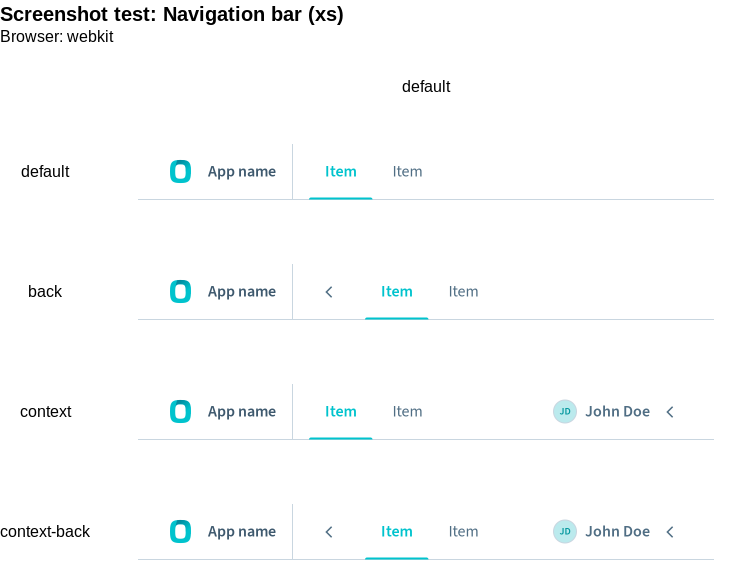 Screenshot test: Navigation bar (xs)
Browser: webkit
default
default App name Item Item
back App name Item Item
context App name Item Item JD John Doe
context-back App name Item Item JD John Doe